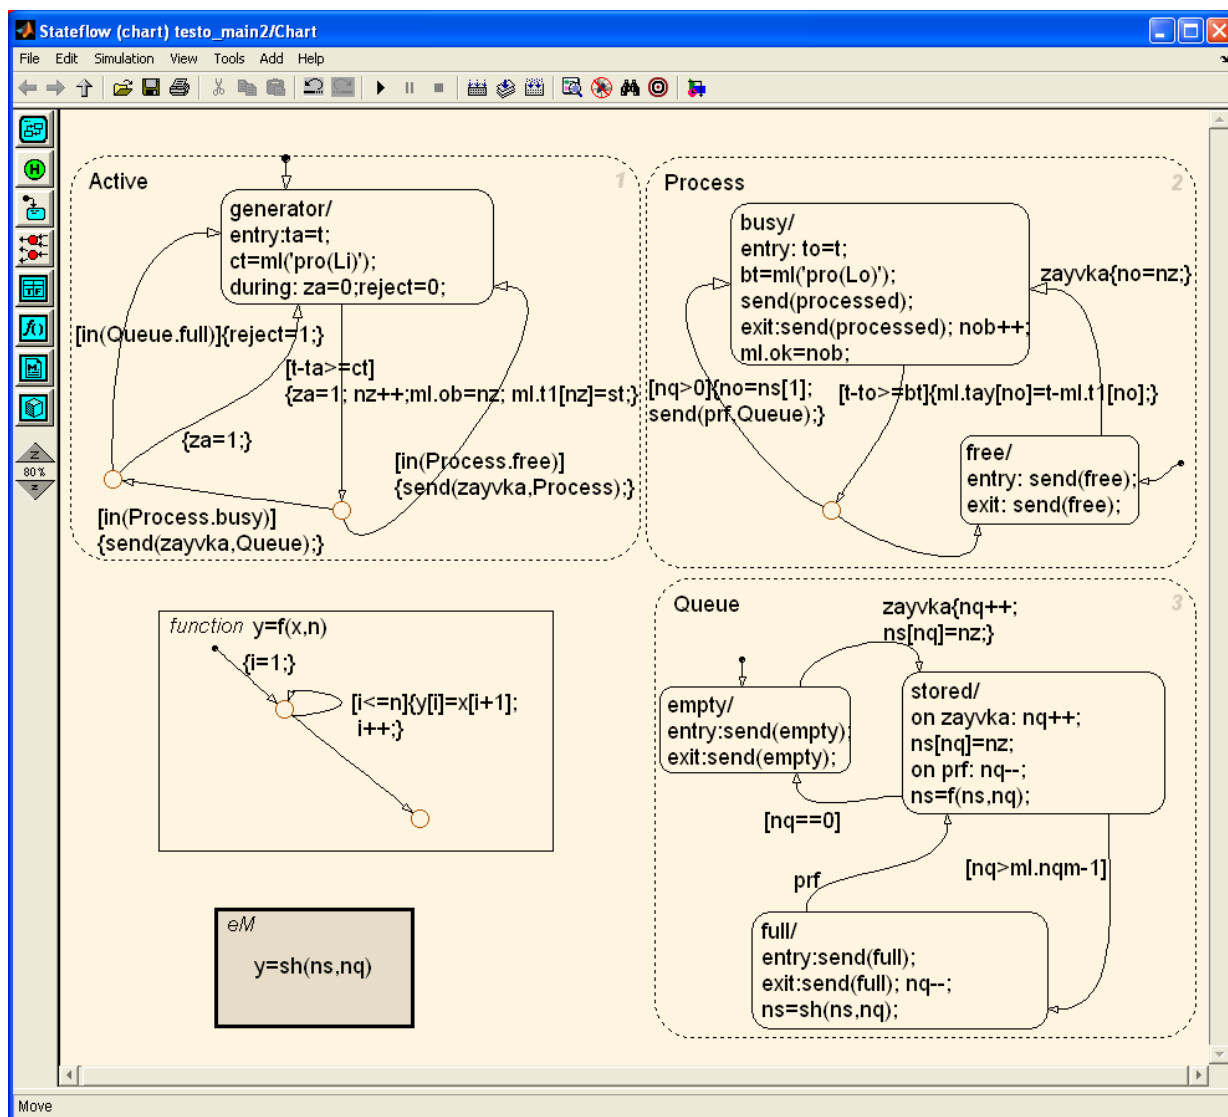 Stateflow (chart) testo_main2/Chart
File Edit Simulation View Tools Add Help
Active
1
generator/
entry:ta=t;
ct=ml('pro(Li)');
during: za=0;reject=0;
[in(Queue.full)]{reject=1;}
[t-ta>=ct]
{za=1; nz++;ml.ob=nz; ml.t1[nz]=st;}
{za=1;}
[in(Process.free)]
{send(zayvka,Process);}
[in(Process.busy)]
{send(zayvka,Queue);}
Process
2
busy/
entry: to=t;
bt=ml('pro(Lo)');
send(processed);
exit:send(processed); nob++;
ml.ok=nob;
zayvka{no=nz;}
[nq>0]{no=ns[1];
send(prf,Queue);}
[t-to>=bt]{ml.tay[no]=t-ml.t1[no];}
free/
entry: send(free);
exit: send(free);
function y=f(x,n)
{i=1;}
[i<=n]{y[i]=x[i+1];
i++;}
eM
y=sh(ns,nq)
Queue
3
zayvka{nq++;
ns[nq]=nz;}
empty/
entry:send(empty);
exit:send(empty);
stored/
on zayvka: nq++;
ns[nq]=nz;
on prf: nq--;
ns=f(ns,nq);
[nq==0]
prf
[nq>ml.nqm-1]
full/
entry:send(full);
exit:send(full); nq--;
ns=sh(ns,nq);
80%
Move